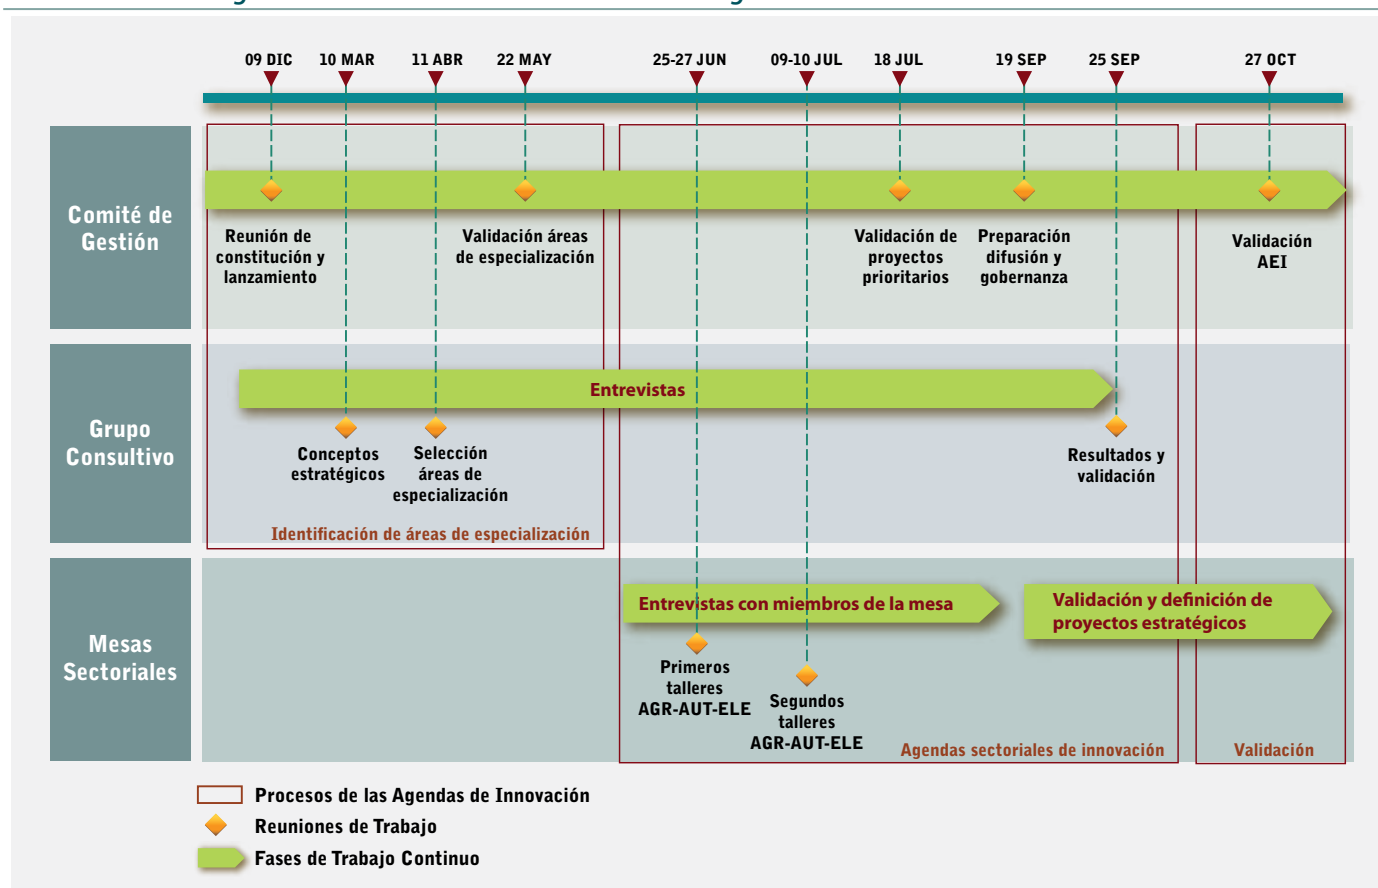 09 DIC
10 MAR
11 ABR
22 MAY
25-27 JUN
09-10 JUL
18 JUL
19 SEP
25 SEP
27 OCT
Comité de
Gestión
Reunión de
constitución y
lanzamiento
Validación áreas
de especialización
Validación de
proyectos
prioritarios
Preparación
difusión y
gobernanza
Validación
AEI
Grupo
Consultivo
Entrevistas
Conceptos
estratégicos
Selección
áreas de
especialización
Resultados y
validación
Identificación de áreas de especialización
Mesas
Sectoriales
Entrevistas con miembros de la mesa
Validación y definición de
proyectos estratégicos
Primeros
talleres
AGR-AUT-ELE
Segundos
talleres
AGR-AUT-ELE
Agendas sectoriales de innovación
Validación
Procesos de las Agendas de Innovación
Reuniones de Trabajo
Fases de Trabajo Continuo